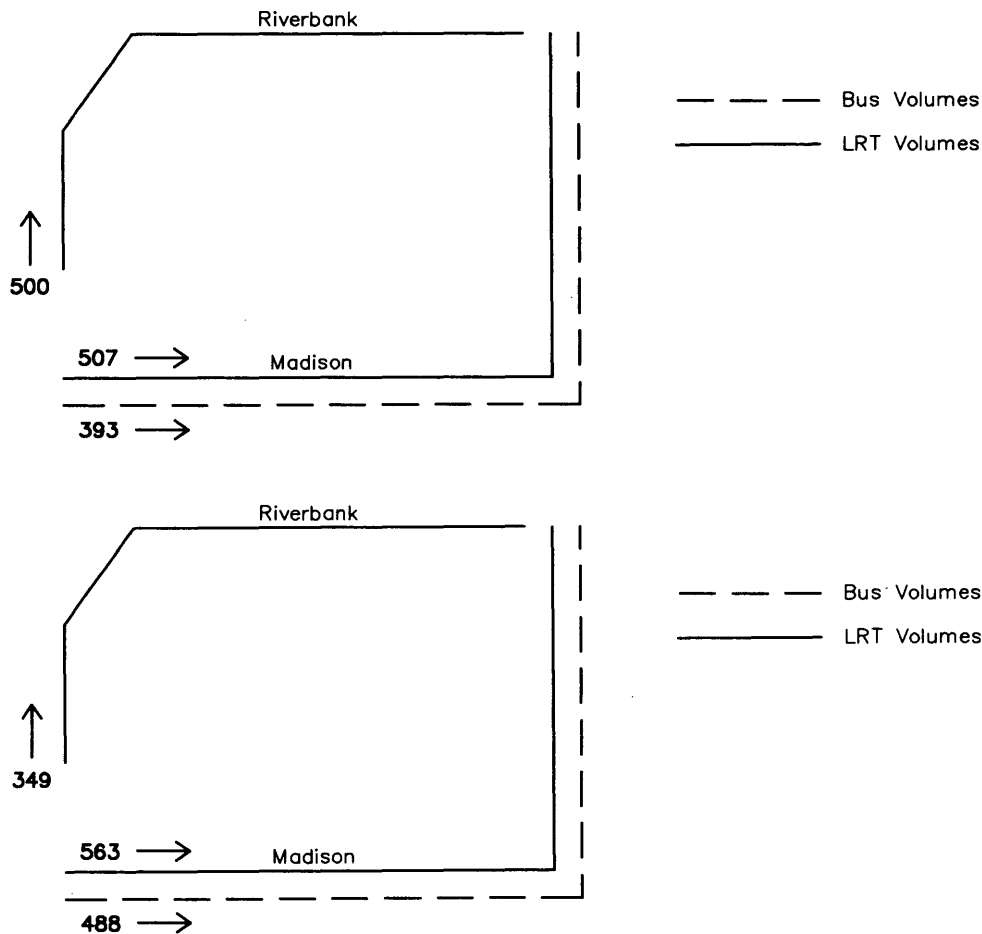 Riverbank
Bus Volumes
LRT Volumes
500
507
Madison
393
Riverbank
Bus Volumes
LRT Volumes
349
563
Madison
488